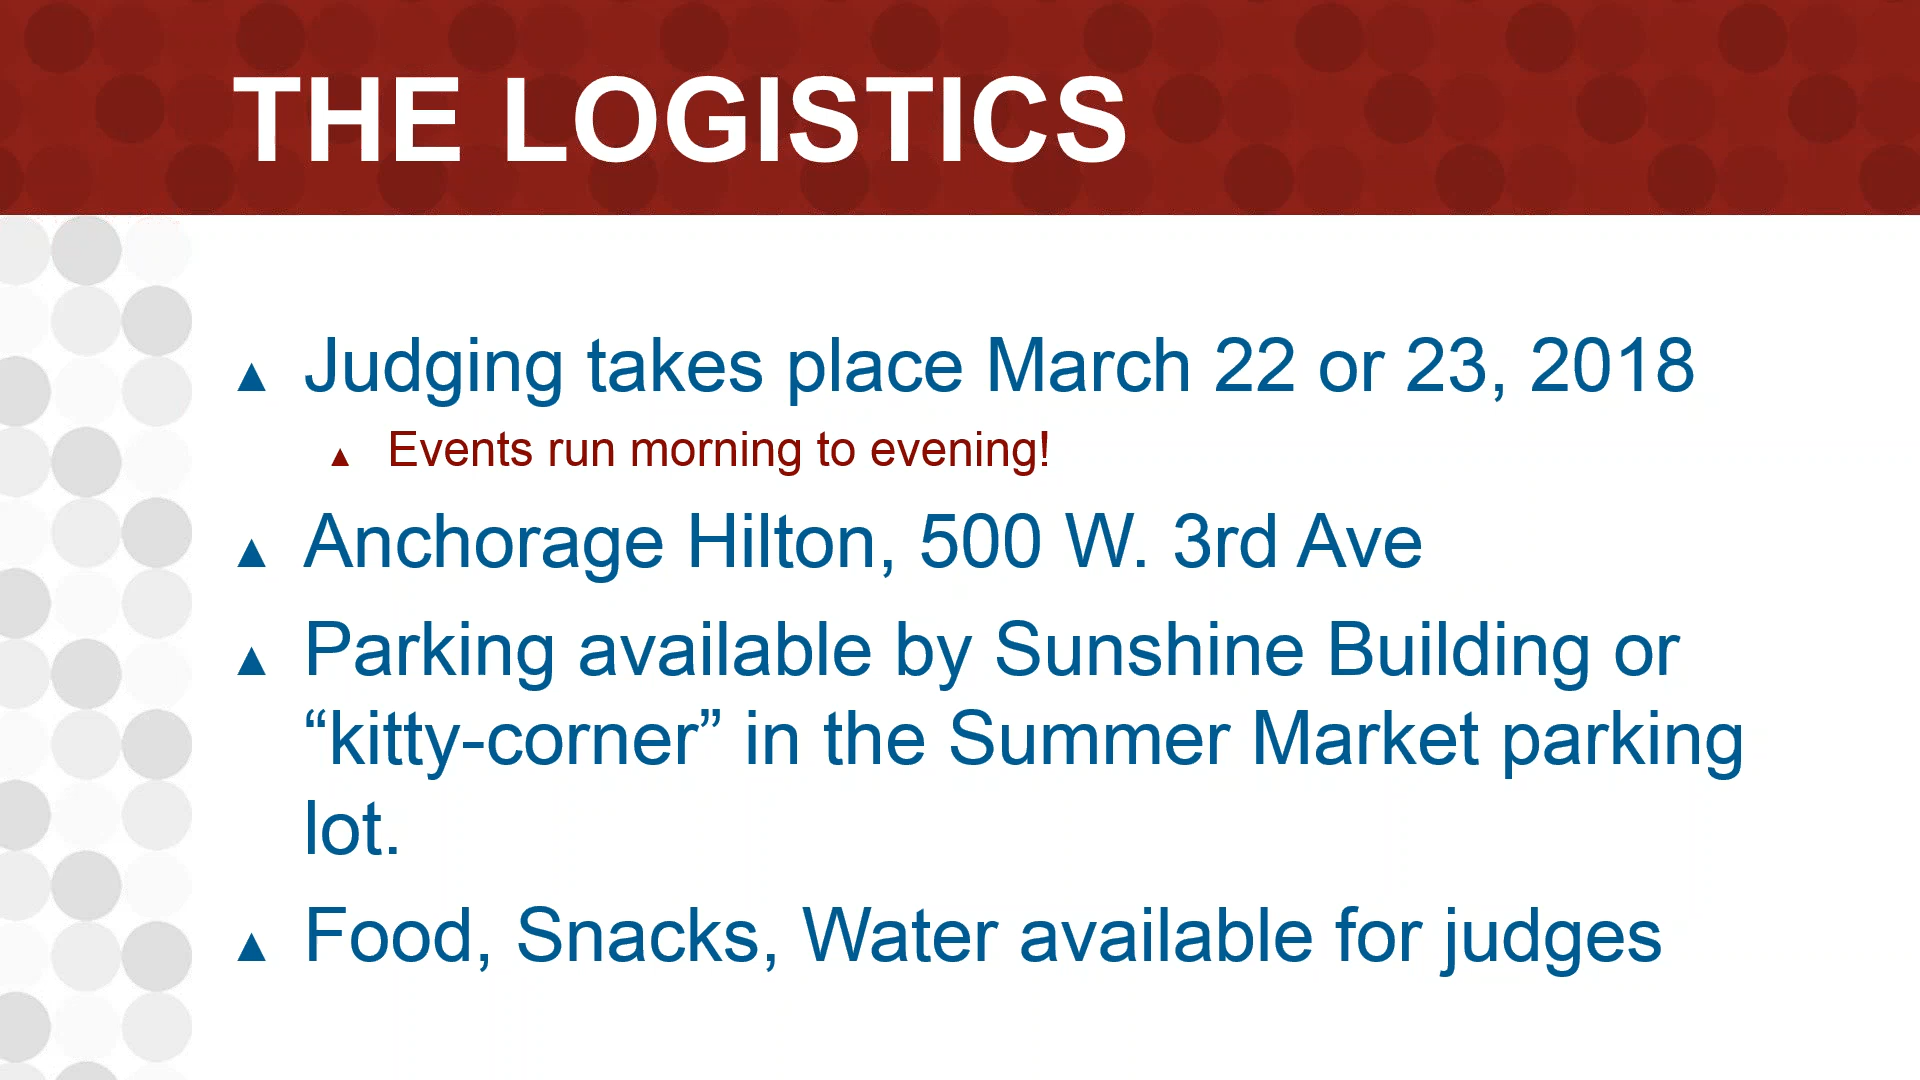 THE LOGISTICS
▲ Judging takes place March 22 or 23, 2018
▲ Events run morning to evening!
▲ Anchorage Hilton, 500 W. 3rd Ave
▲ Parking available by Sunshine Building or
“kitty-corner” in the Summer Market parking
lot.
▲ Food, Snacks, Water available for judges